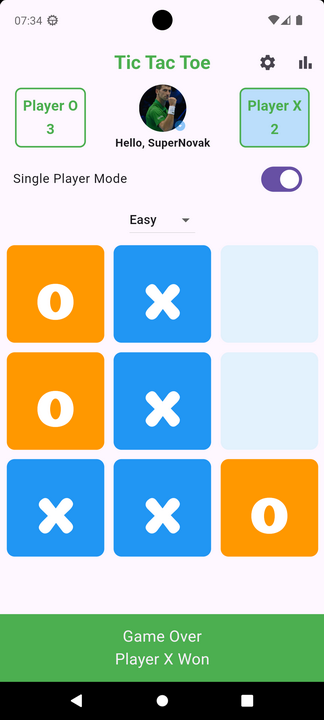 07:34
Tic Tac Toe
Player O
3
Player X
2
Hello, SuperNovak
Single Player Mode
Easy
O X
O X
X X O
Game Over
Player X Won